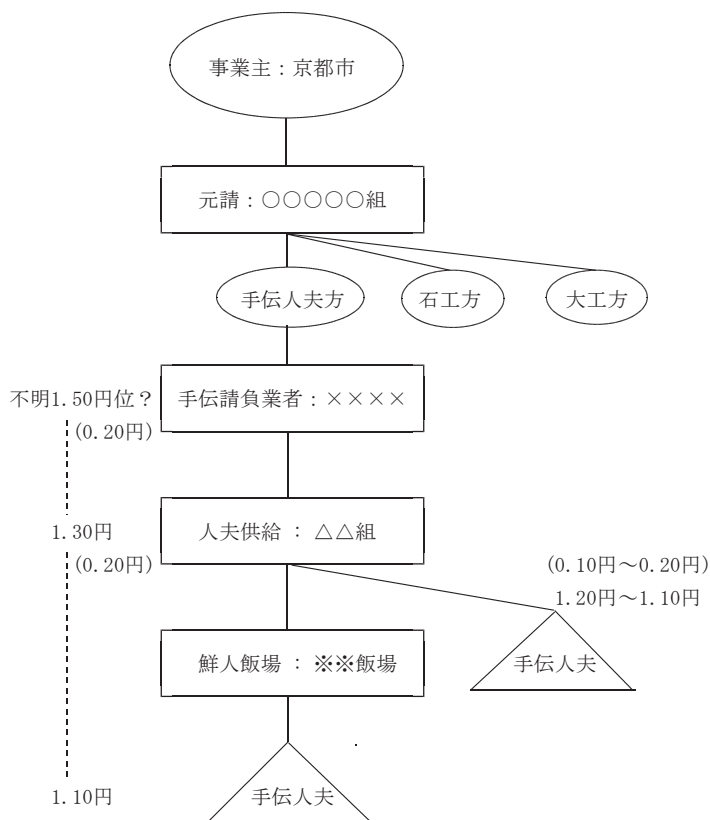 事業主：京都市
元請：○○○○○組
手伝人夫方
石工方
大工方
不明1.50円位？
手伝請負業者：××××
(0.20円)
1.30円
人夫供給 ： △△組
(0.20円)
(0.10円～0.20円)
1.20円～1.10円
鮮人飯場 ： ※※飯場
手伝人夫
1.10円
手伝人夫